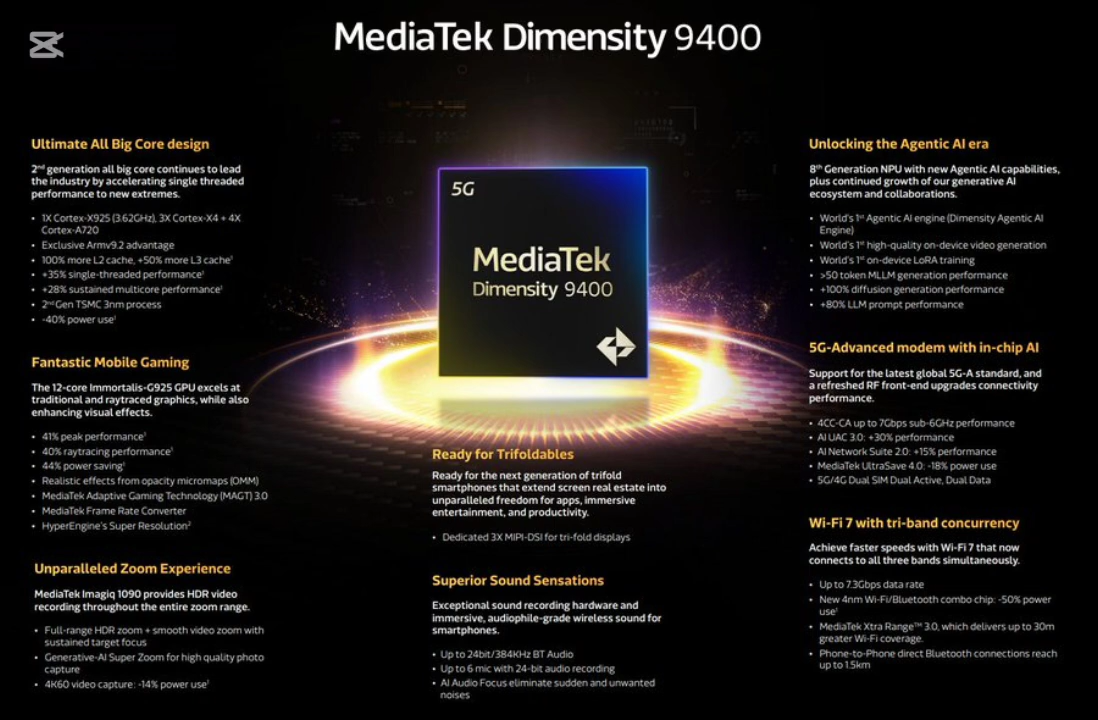 MediaTek Dimensity 9400
Ultimate All Big Core design
2nd generation all big core continues to lead
the industry by accelerating single threaded
performance to new extremes.
• 1X Cortex-X925 (3.62GHz), 3X Cortex-X4 + 4X
Cortex-A720
• Exclusive Armv9.2 advantage
• 100% more L2 cache, +50% more L3 cache¹
• +35% single-threaded performance¹
• +28% sustained multicore performance¹
• 2nd Gen TSMC 3nm process
• -40% power use¹
Fantastic Mobile Gaming
The 12-core Immortalis-G925 GPU excels at
traditional and raytraced graphics, while also
enhancing visual effects.
• 41% peak performance¹
• 40% raytracing performance¹
• 44% power saving¹
• Realistic effects from opacity micromaps (OMM)
• MediaTek Adaptive Gaming Technology (MAGT) 3.0
• MediaTek Frame Rate Converter
• HyperEngine's Super Resolution²
Unparalleled Zoom Experience
MediaTek Imagiq 1090 provides HDR video
recording throughout the entire zoom range.
• Full-range HDR zoom + smooth video zoom with
sustained target focus
• Generative-AI Super Zoom for high quality photo
capture
• 4K60 video capture: -14% power use¹
5G
MediaTek
Dimensity 9400
Ready for Trifoldables
Ready for the next generation of trifold
smartphones that extend screen real estate into
unparalleled freedom for apps, immersive
entertainment, and productivity.
• Dedicated 3X MIPI-DSI for tri-fold displays
Superior Sound Sensations
Exceptional sound recording hardware and
immersive, audiophile-grade wireless sound for
smartphones.
• Up to 24bit/384KHz BT Audio
• Up to 6 mic with 24-bit audio recording
• AI Audio Focus eliminate sudden and unwanted
noises
Unlocking the Agentic AI era
8th Generation NPU with new Agentic AI capabilities,
plus continued growth of our generative AI
ecosystem and collaborations.
• World's 1st Agentic AI engine (Dimensity Agentic AI
Engine)
• World's 1st high-quality on-device video generation
• World's 1st on-device LoRA training
• >50 token MLLM generation performance
• +100% diffusion generation performance
• +80% LLM prompt performance
5G-Advanced modem with in-chip AI
Support for the latest global 5G-A standard, and
a refreshed RF front-end upgrades connectivity
performance.
• 4CC-CA up to 7Gbps sub-6GHz performance
• AI UAC 3.0: +30% performance
• AI Network Suite 2.0: +15% performance
• MediaTek UltraSave 4.0: -18% power use
• 5G/4G Dual SIM Dual Active, Dual Data
Wi-Fi 7 with tri-band concurrency
Achieve faster speeds with Wi-Fi 7 that now
connects to all three bands simultaneously.
• Up to 7.3Gbps data rate
• New 4nm Wi-Fi/Bluetooth combo chip: -50% power
use¹
• MediaTek Xtra Range™ 3.0, which delivers up to 30m
greater Wi-Fi coverage.
• Phone-to-Phone direct Bluetooth connections reach
up to 1.5km